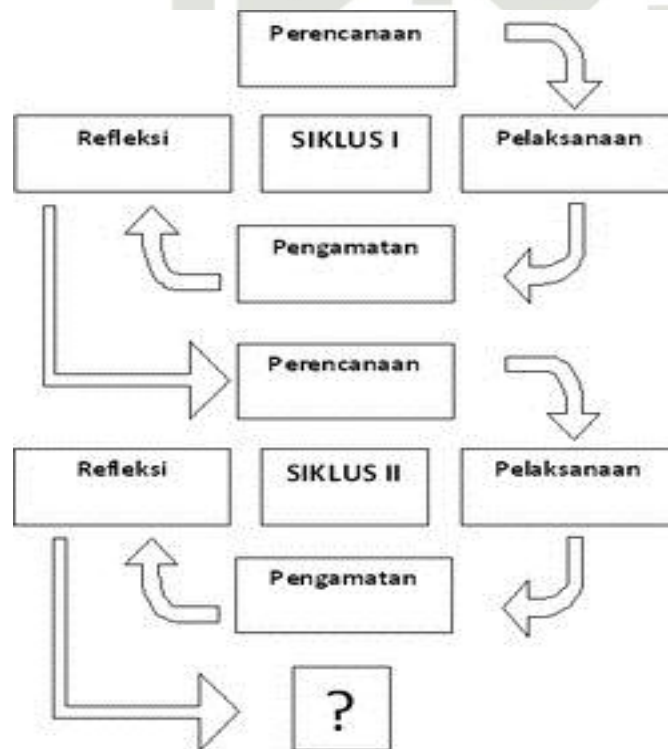 Perencanaan
Refleksi
SIKLUS I
Pelaksanaan
Pengamatan
Perencanaan
Refleksi
SIKLUS II
Pelaksanaan
Pengamatan
?